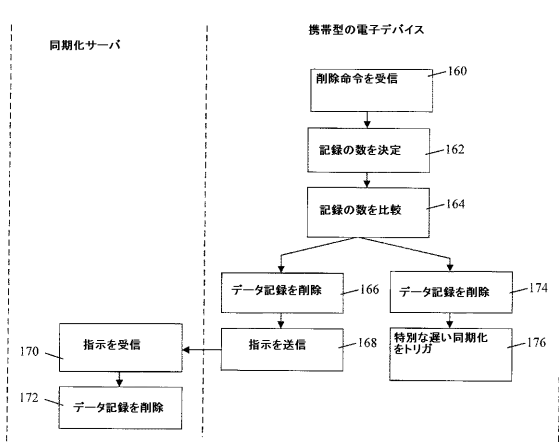 同期化サーバ
携帯型の電子デバイス
削除命令を受信
160
記録の数を決定
162
記録の数を比較
164
データ記録を削除
166
データ記録を削除
174
指示を受信
170
指示を送信
168
特別な遅い同期化
をトリガ
176
172
データ記録を削除